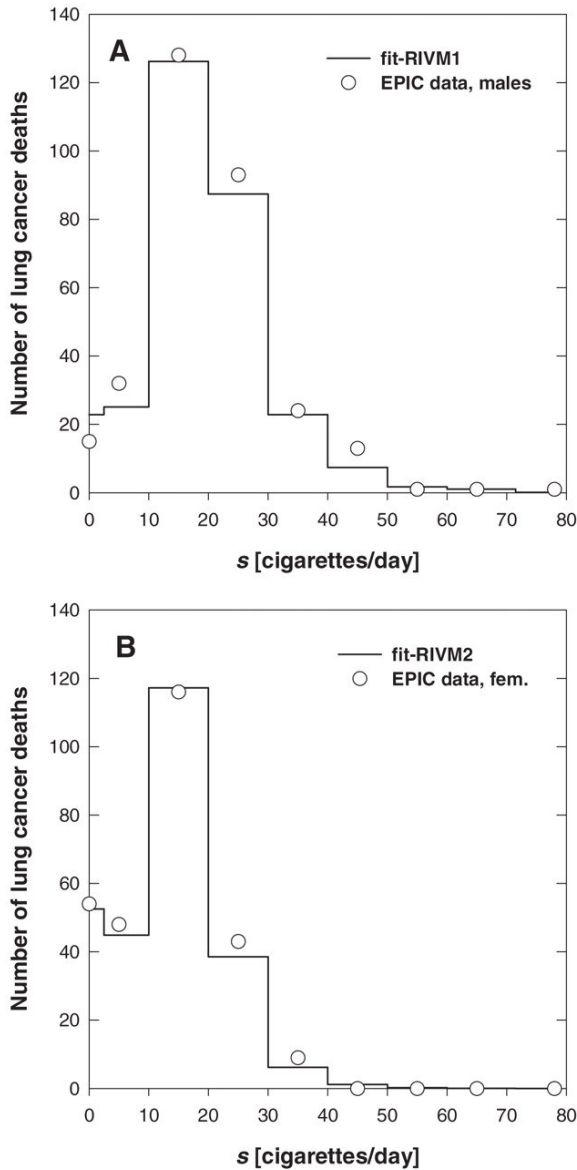 A
fit-RIVM1
EPIC data, males
Number of lung cancer deaths
140
120
100
80
60
40
20
0
0 10 20 30 40 50 60 70 80
s [cigarettes/day]
B
fit-RIVM2
EPIC data, fem.
Number of lung cancer deaths
140
120
100
80
60
40
20
0
0 10 20 30 40 50 60 70 80
s [cigarettes/day]